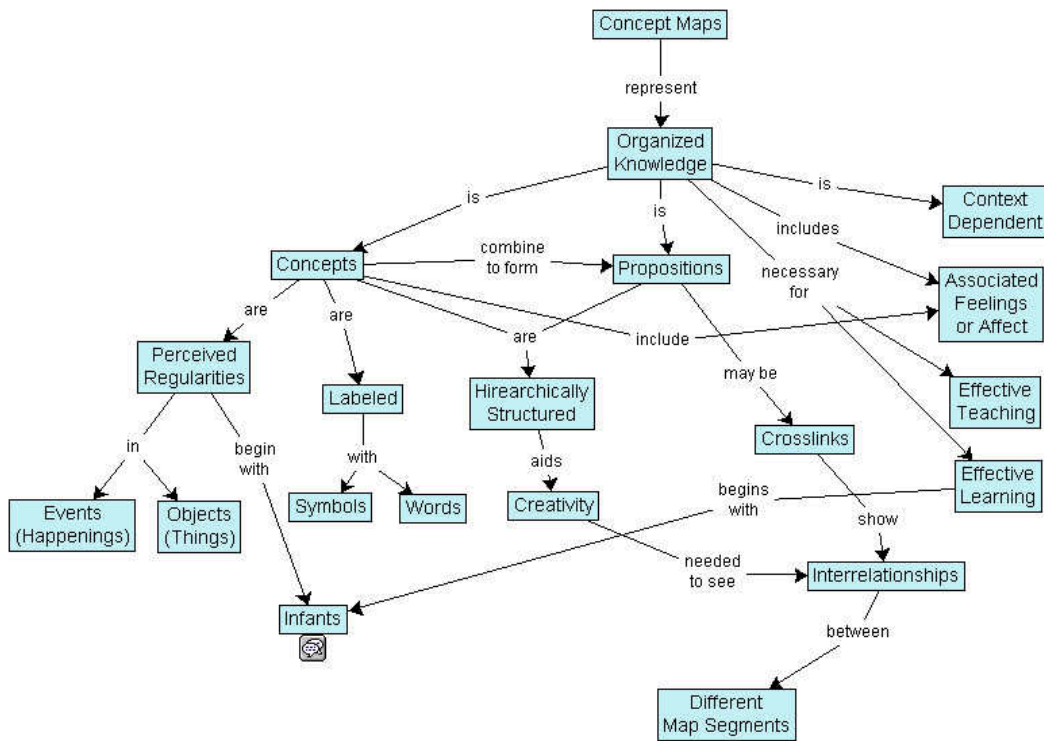 Concept Maps
represent
Organized
Knowledge
is
is
is
includes
Context
Dependent
Concepts
combine
to form
Propositions
necessary
for
Associated
Feelings
or Affect
are
are
are
include
Perceived
Regularities
Labeled
Hirearchically
Structured
may be
Effective
Teaching
in
begin
with
with
aids
Crosslinks
Effective
Learning
Events
(Happenings)
Objects
(Things)
Symbols
Words
Creativity
begins
with
show
needed
to see
Interrelationships
Infants
between
Different
Map Segments